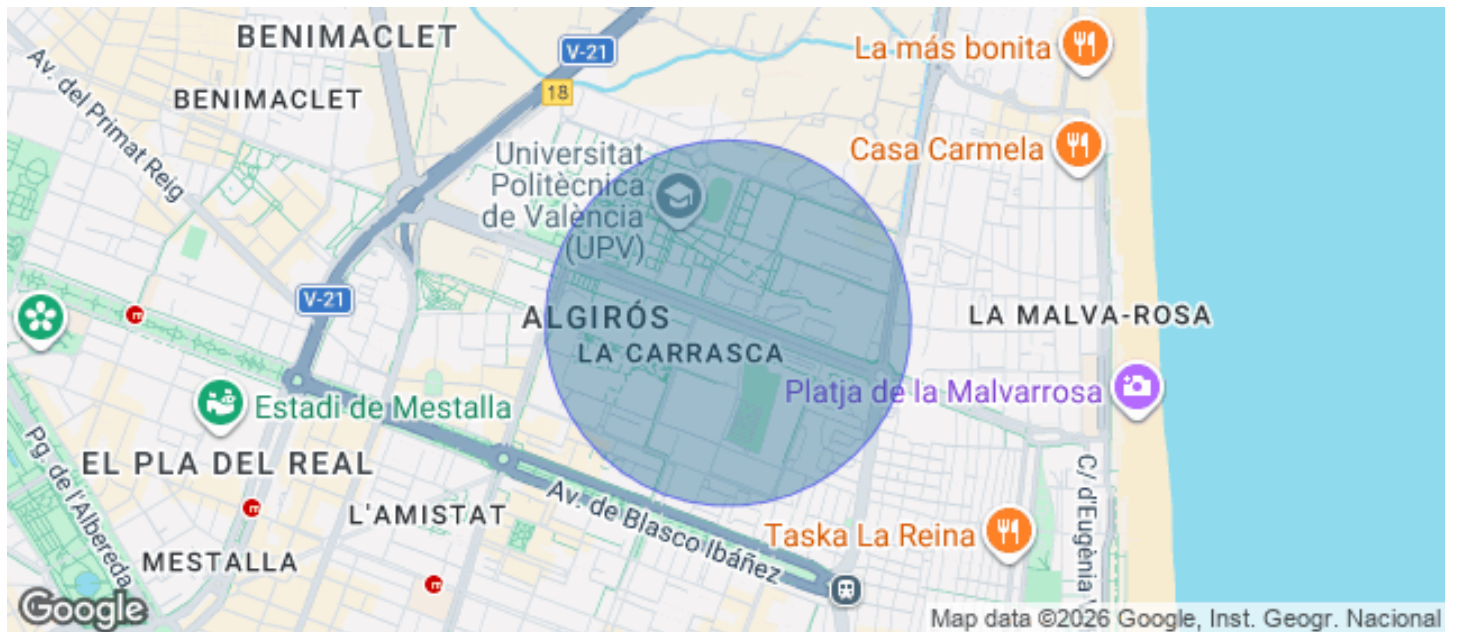 BENIMACLET
V-21
La más bonita
Av. del Primat Reig
BENIMACLET
18
Casa Carmela
Universitat
Politècnica
de València
(UPV)
V-21
ALGIRÓS
LA MALVA-ROSA
LA CARRASCA
Platja de la Malvarrosa
Estadi de Mestalla
EL PLA DEL REAL
Pg. de l'Albereda
C/ d'Eugènia V
L'AMISTAT
Av. de Blasco Ibáñez
Taska La Reina
MESTALLA
Google
Map data ©2026 Google, Inst. Geogr. Nacional